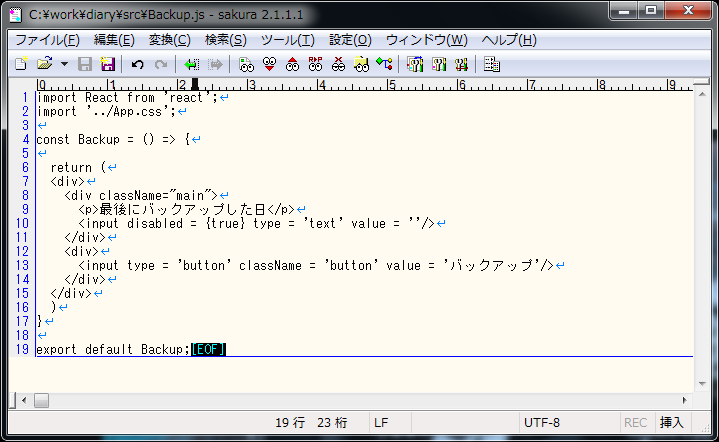 C:¥work¥diary¥src¥Backup.js - sakura 2.1.1.1
ファイル(F) 編集(E) 変換(C) 検索(S) ツール(T) 設定(O) ウィンドウ(W) ヘルプ(H)
0 1 2 3 4 5 6 7 8 9
1 import React from 'react';↵
2 import '../App.css';↵
3 ↵
4 const Backup = () => {↵
5 ↵
6   return (↵
7   <div>↵
8     <div className="main">↵
9       <p>最後にバックアップした日</p>↵
10       <input disabled = {true} type = 'text' value = ''/>↵
11     </div>↵
12     <div>↵
13       <input type = 'button' className = 'button' value = 'バックアップ'/>↵
14     </div>↵
15   </div>↵
16   )↵
17 }↵
18 ↵
19 export default Backup;[EOF]
19 行 23 桁 LF UTF-8 REC 挿入